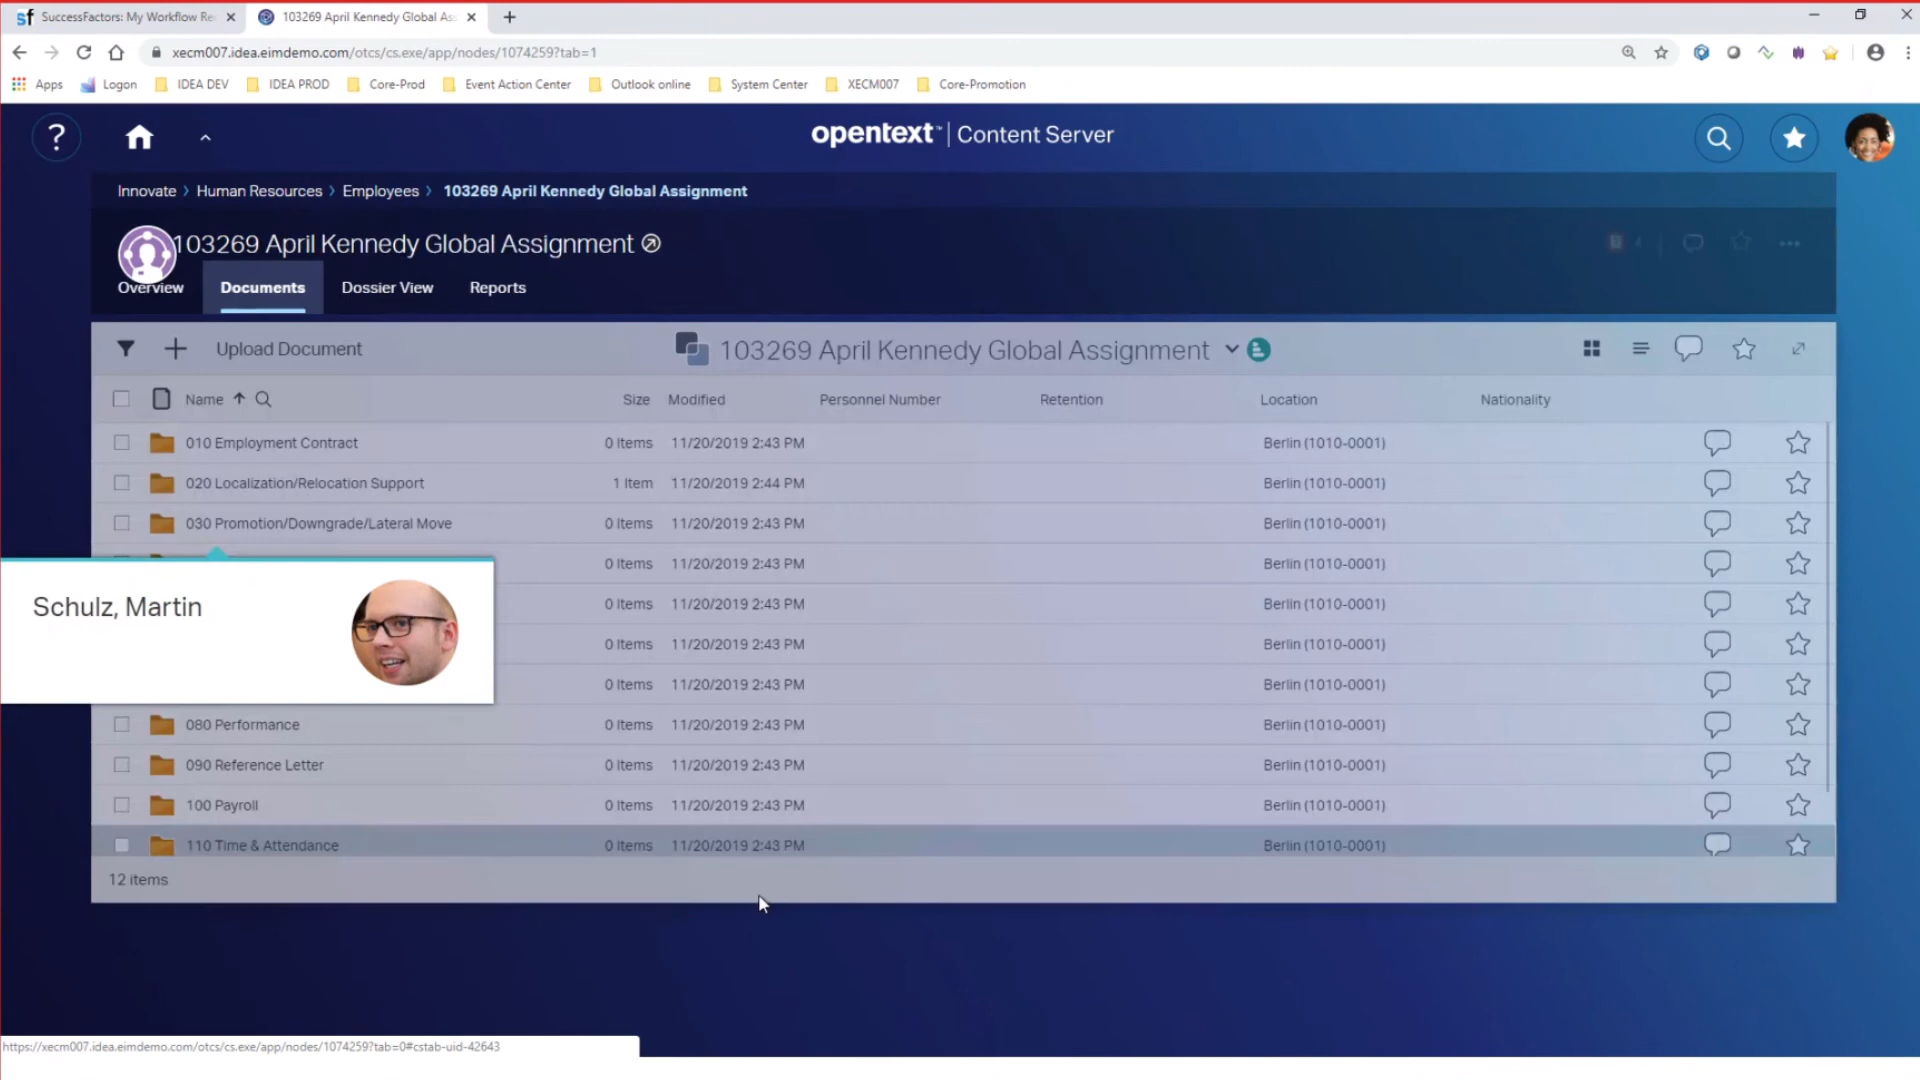 SuccessFactors: My Workflow Re
103269 April Kennedy Global As
xecm007.idea.eimdemo.com/otcs/cs.exe/app/nodes/1074259?tab=1
Apps Logon IDEA DEV IDEA PROD Core-Prod Event Action Center Outlook online System Center XECM007 Core-Promotion
? opentext™ | Content Server
Innovate › Human Resources › Employees › 103269 April Kennedy Global Assignment
103269 April Kennedy Global Assignment
4
Overview Documents Dossier View Reports
Upload Document 103269 April Kennedy Global Assignment
Name Size Modified Personnel Number Retention Location Nationality
010 Employment Contract 0 Items 11/20/2019 2:43 PM Berlin (1010-0001)
020 Localization/Relocation Support 1 Item 11/20/2019 2:44 PM Berlin (1010-0001)
030 Promotion/Downgrade/Lateral Move 0 Items 11/20/2019 2:43 PM Berlin (1010-0001)
0 Items 11/20/2019 2:43 PM Berlin (1010-0001)
0 Items 11/20/2019 2:43 PM Berlin (1010-0001)
Schulz, Martin
0 Items 11/20/2019 2:43 PM Berlin (1010-0001)
0 Items 11/20/2019 2:43 PM Berlin (1010-0001)
080 Performance 0 Items 11/20/2019 2:43 PM Berlin (1010-0001)
090 Reference Letter 0 Items 11/20/2019 2:43 PM Berlin (1010-0001)
100 Payroll 0 Items 11/20/2019 2:43 PM Berlin (1010-0001)
110 Time & Attendance 0 Items 11/20/2019 2:43 PM Berlin (1010-0001)
12 items
https://xecm007.idea.eimdemo.com/otcs/cs.exe/app/nodes/1074259?tab=0#cstab-uid-42643